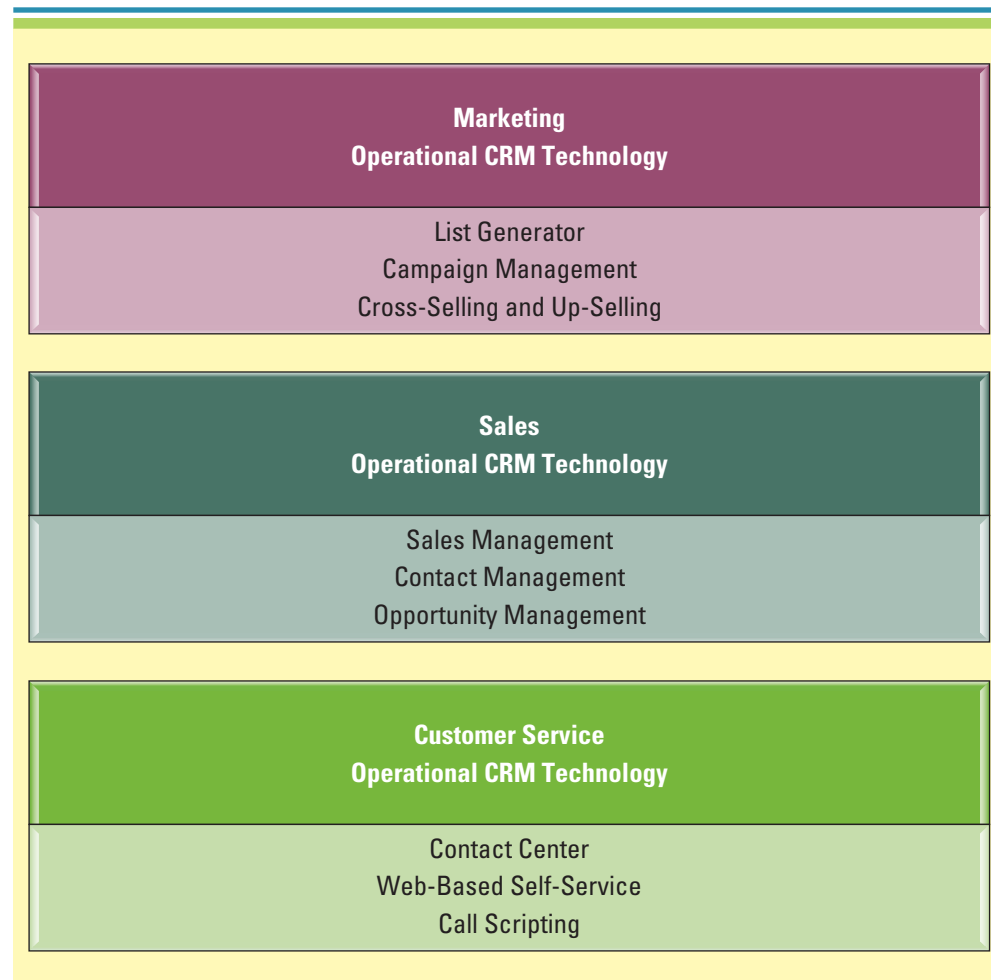 Marketing
Operational CRM Technology
List Generator
Campaign Management
Cross-Selling and Up-Selling
Sales
Operational CRM Technology
Sales Management
Contact Management
Opportunity Management
Customer Service
Operational CRM Technology
Contact Center
Web-Based Self-Service
Call Scripting